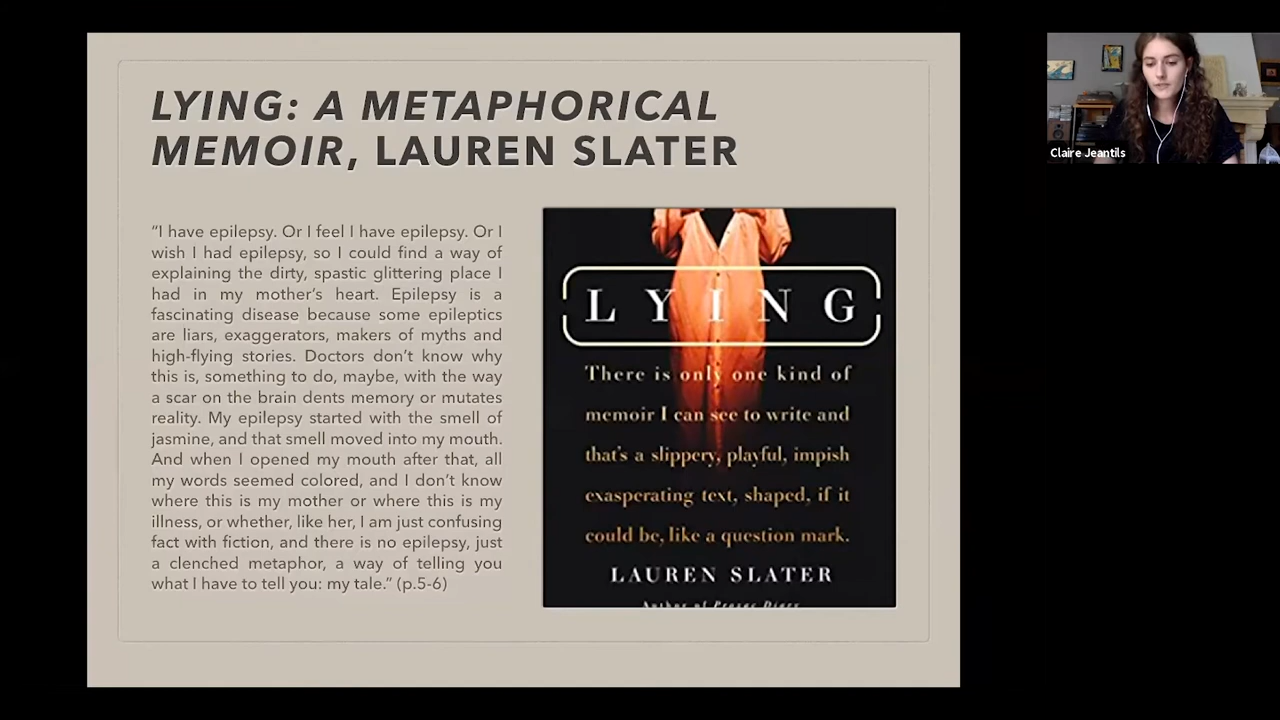 LYING: A METAPHORICAL
MEMOIR, LAUREN SLATER
“I have epilepsy. Or I feel I have epilepsy. Or I
wish I had epilepsy, so I could find a way of
explaining the dirty, spastic glittering place I
had in my mother’s heart. Epilepsy is a
fascinating disease because some epileptics
are liars, exaggerators, makers of myths and
high-flying stories. Doctors don’t know why
this is, something to do, maybe, with the way
a scar on the brain dents memory or mutates
reality. My epilepsy started with the smell of
jasmine, and that smell moved into my mouth.
And when I opened my mouth after that, all
my words seemed colored, and I don’t know
where this is my mother or where this is my
illness, or whether, like her, I am just confusing
fact with fiction, and there is no epilepsy, just
a clenched metaphor, a way of telling you
what I have to tell you: my tale.” (p.5-6)
LYING
There is only one kind of
memoir I can see to write and
that’s a slippery, playful, impish
exasperating text, shaped, if it
could be, like a question mark.
LAUREN SLATER
Author of Prozac Diary
Claire Jeantils